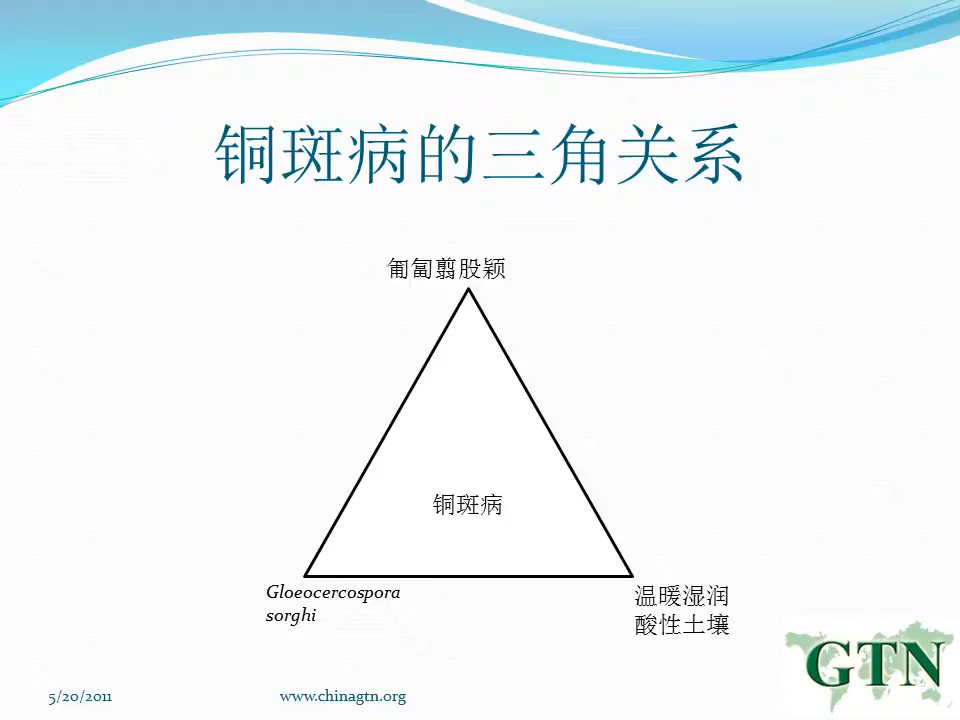 铜斑病的三角关系
匍匐翦股颖
铜斑病
Gloeocercospora
sorghi
温暖湿润
酸性土壤
GTN
5/20/2011
www.chinagtn.org